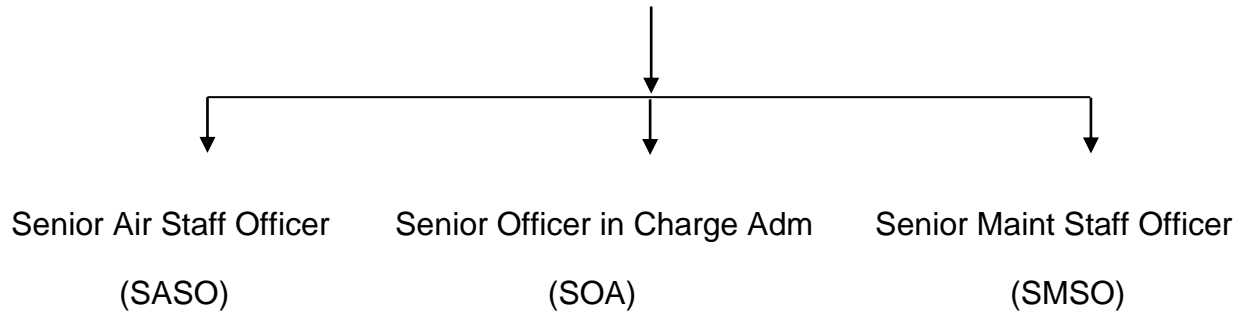 Senior Air Staff Officer Senior Officer in Charge Adm Senior Maint Staff Officer
(SASO) (SOA) (SMSO)